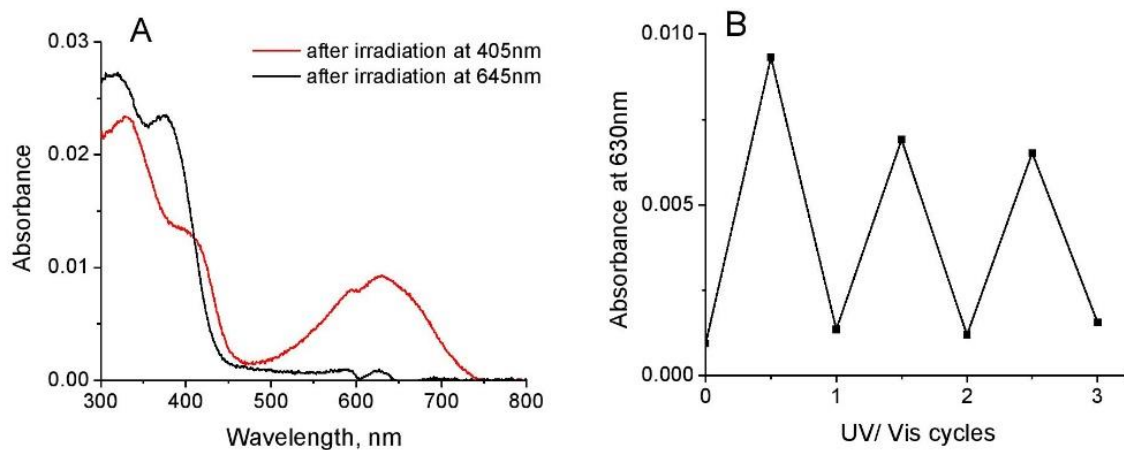 A
0.03
0.02
0.01
0.00
Absorbance
after irradiation at 405nm
after irradiation at 645nm
300 400 500 600 700 800
Wavelength, nm
B
0.010
0.005
0.000
Absorbance at 630nm
0 1 2 3
UV/ Vis cycles